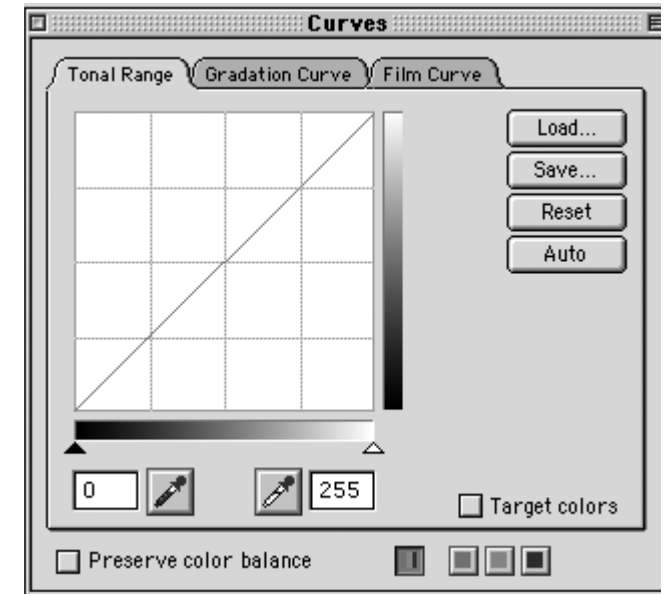 Curves
Tonal Range Gradation Curve Film Curve
Load...
Save...
Reset
Auto
0 255
Target colors
Preserve color balance